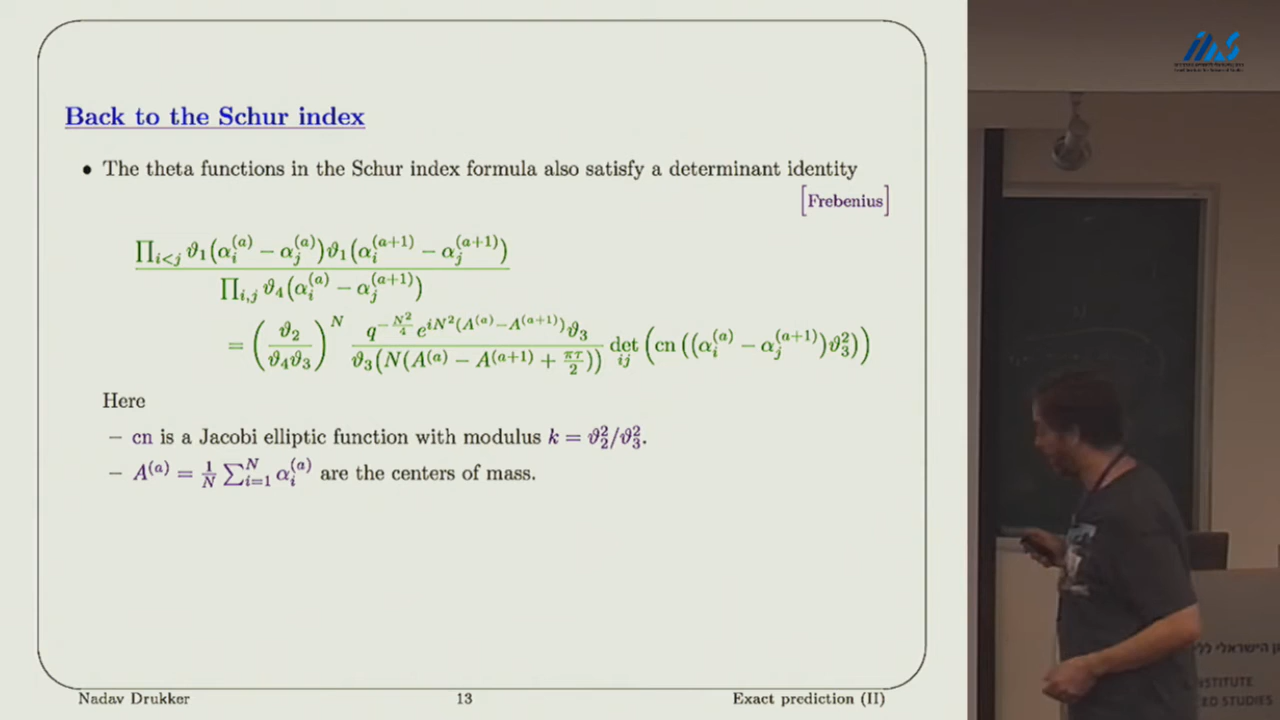 Back to the Schur index
• The theta functions in the Schur index formula also satisfy a determinant identity
[Frebenius]
∏_{i<j} ϑ₁(α_i^{(a)} − α_j^{(a)})ϑ₁(α_i^{(a+1)} − α_j^{(a+1)})
∏_{i,j} ϑ₄(α_i^{(a)} − α_j^{(a+1)})
= (ϑ₂/(ϑ₄ϑ₃))^N (q^{−N²/4} e^{iN²(A^{(a)}−A^{(a+1)})}ϑ₃)/(ϑ₃(N(A^{(a)} − A^{(a+1)} + πτ/2))) det_{ij} (cn((α_i^{(a)} − α_j^{(a+1)})ϑ₃²))
Here
– cn is a Jacobi elliptic function with modulus k = ϑ₂²/ϑ₃².
– A^{(a)} = 1/N ∑_{i=1}^N α_i^{(a)} are the centers of mass.
Nadav Drukker 13 Exact prediction (II)